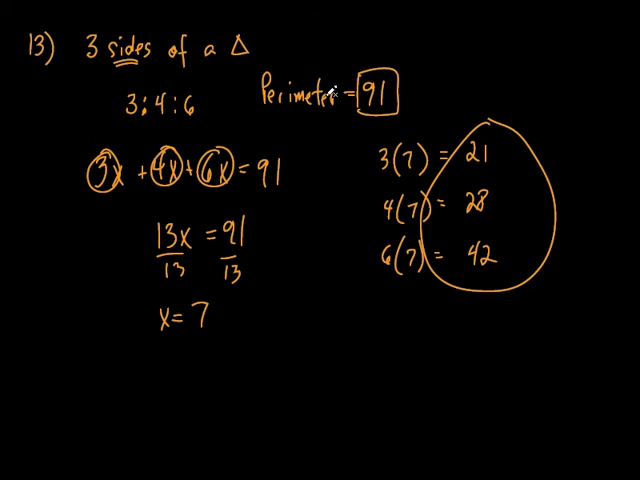 13) 3 sides of a Δ
Perimeter = 91
3:4:6
3x + 4x + 6x = 91
13x = 91
13 13
x = 7
3(7) = 21
4(7) = 28
6(7) = 42